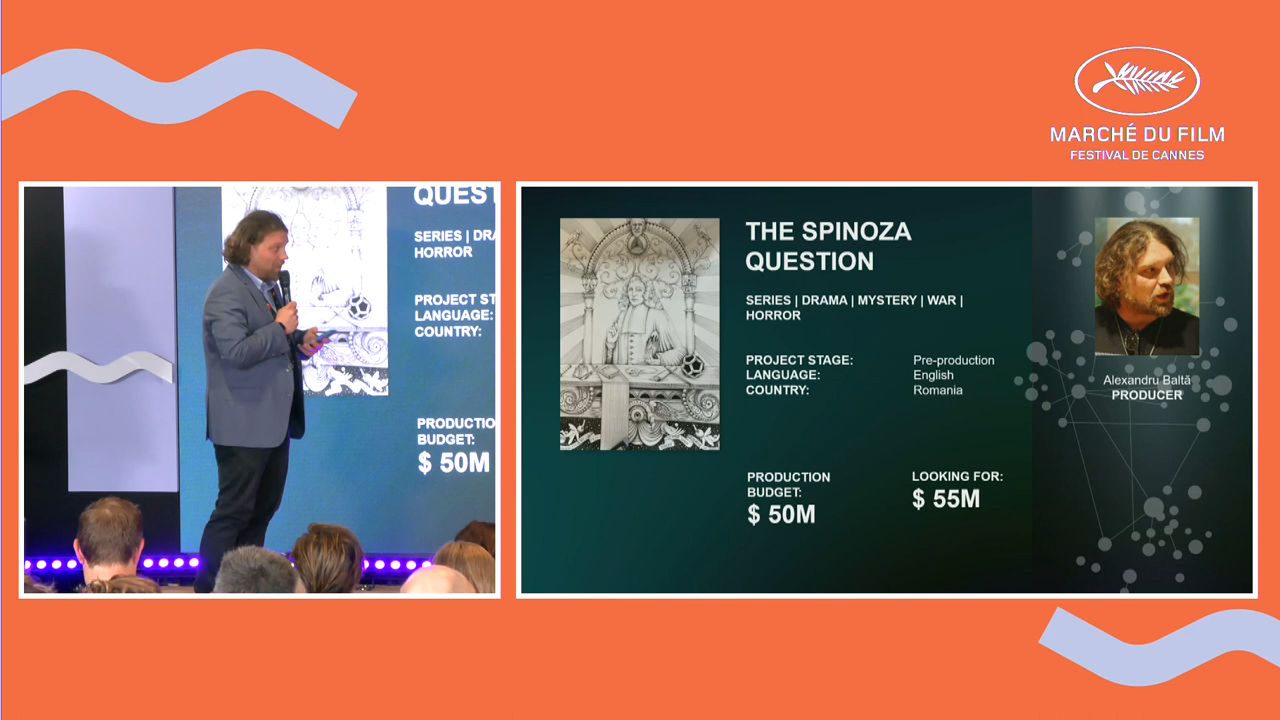 MARCHÉ DU FILM
FESTIVAL DE CANNES
QUEST
SERIES | DRA
HORROR
PROJECT ST
LANGUAGE:
COUNTRY:
PRODUCTIO
BUDGET:
$ 50M
THE SPINOZA
QUESTION
SERIES | DRAMA | MYSTERY | WAR |
HORROR
PROJECT STAGE: Pre-production
LANGUAGE: English
COUNTRY: Romania
PRODUCTION
BUDGET:
$ 50M
LOOKING FOR:
$ 55M
Alexandru Baltă
PRODUCER